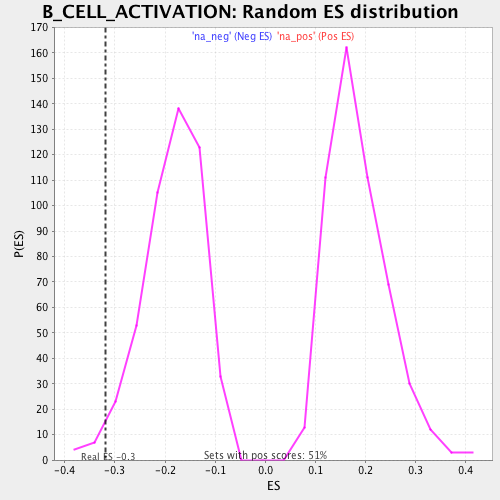 B_CELL_ACTIVATION: Random ES distribution
'na_neg' (Neg ES) 'na_pos' (Pos ES)
170
160
150
140
130
120
110
100
90
80
70
60
50
40
30
20
10
0
P(ES)
Real ES -0.3
Sets with pos scores: 51%
-0.4 -0.3 -0.2 -0.1 0.0 0.1 0.2 0.3 0.4
ES